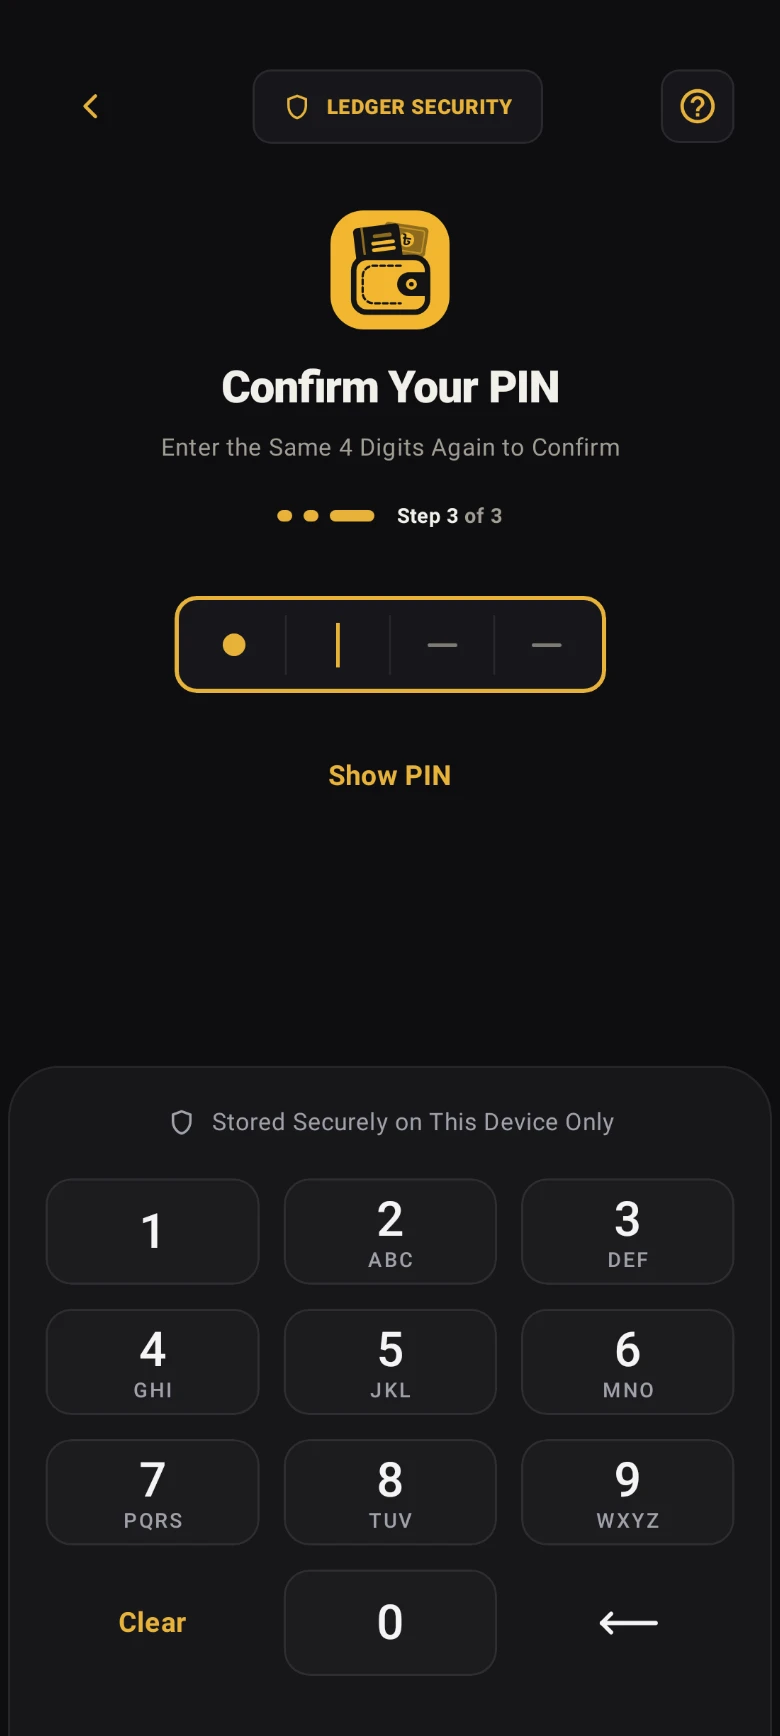 LEDGER SECURITY
Confirm Your PIN
Enter the Same 4 Digits Again to Confirm
Step 3 of 3
Show PIN
Stored Securely on This Device Only
1
2
3
ABC
DEF
4
5
6
GHI
JKL
MNO
7
8
9
PQRS
TUV
WXYZ
Clear
0